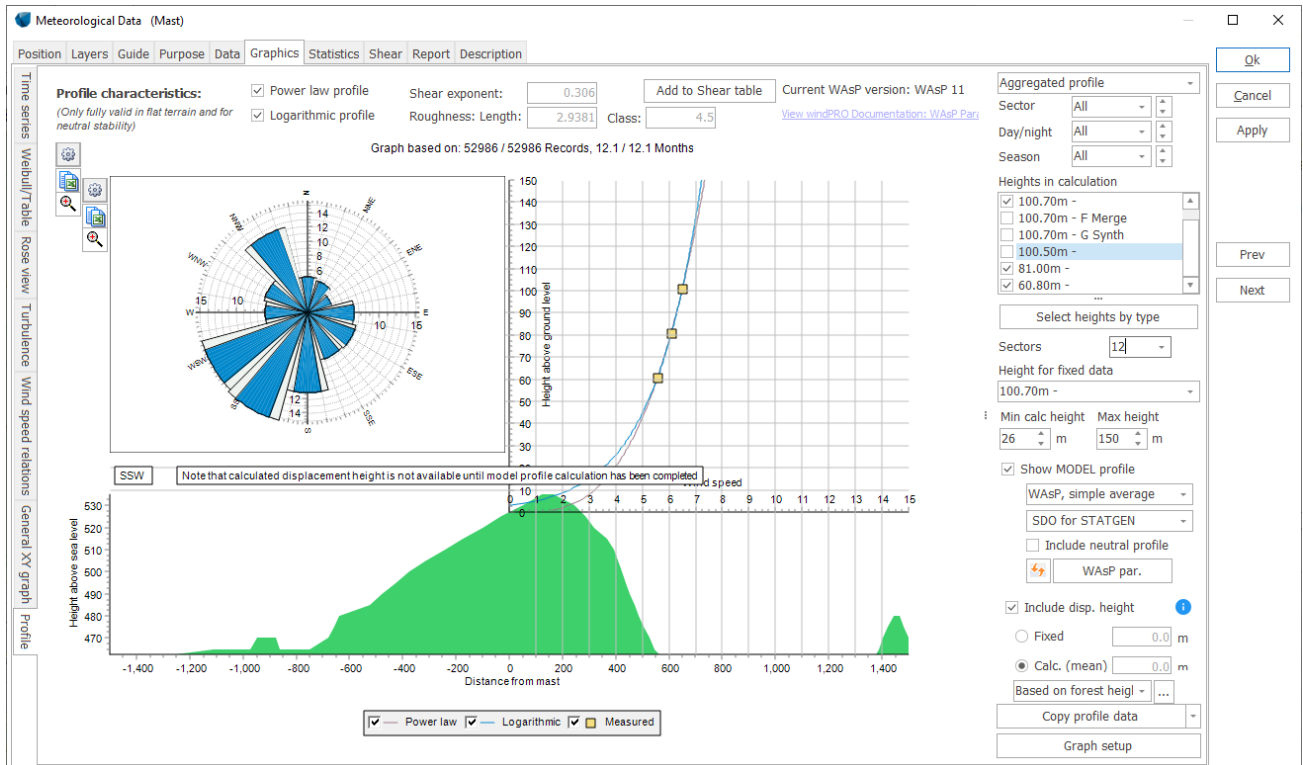 Meteorological Data (Mast)
Position Layers Guide Purpose Data Graphics Statistics Shear Report Description
Ok
Cancel
Apply
Prev
Next
Time series
Weibull/Table
Rose view
Turbulence
Wind speed relations
General XY graph
Profile
Profile characteristics:
(Only fully valid in flat terrain and for
neutral stability)
Power law profile
Logarithmic profile
Shear exponent: 0.306
Roughness: Length: 2.9381 Class: 4.5
Add to Shear table
Current WAsP version: WAsP 11
View windPRO Documentation: WAsP Par
Graph based on: 52986 / 52986 Records, 12.1 / 12.1 Months
N
NNE
ENE
E
ESE
SSE
S
WSW
W
WNW
NNW
14
12
10
8
6
15 10
10 15
12
14
150
140
130
120
110
100
90
80
70
60
50
40
30
10
0
Height above ground level
0 1 2 3 4 5 6 7 8 9 10 11 12 13 14 15
SSW
Note that calculated displacement height is not available until model profile calculation has been completed
speed
530
520
510
500
490
480
470
Height above sea level
-1,400 -1,200 -1,000 -800 -600 -400 -200 0 200 400 600 800 1,000 1,200 1,400
Distance from mast
Power law Logarithmic Measured
Aggregated profile
Sector All
Day/night All
Season All
Heights in calculation
100.70m -
100.70m - F Merge
100.70m - G Synth
100.50m -
81.00m -
60.80m -
Select heights by type
Sectors 12
Height for fixed data
100.70m -
Min calc height Max height
26 m 150 m
Show MODEL profile
WAsP, simple average
SDO for STATGEN
Include neutral profile
WAsP par.
Include disp. height
Fixed 0.0 m
Calc. (mean) 0.0 m
Based on forest heigl ...
Copy profile data
Graph setup